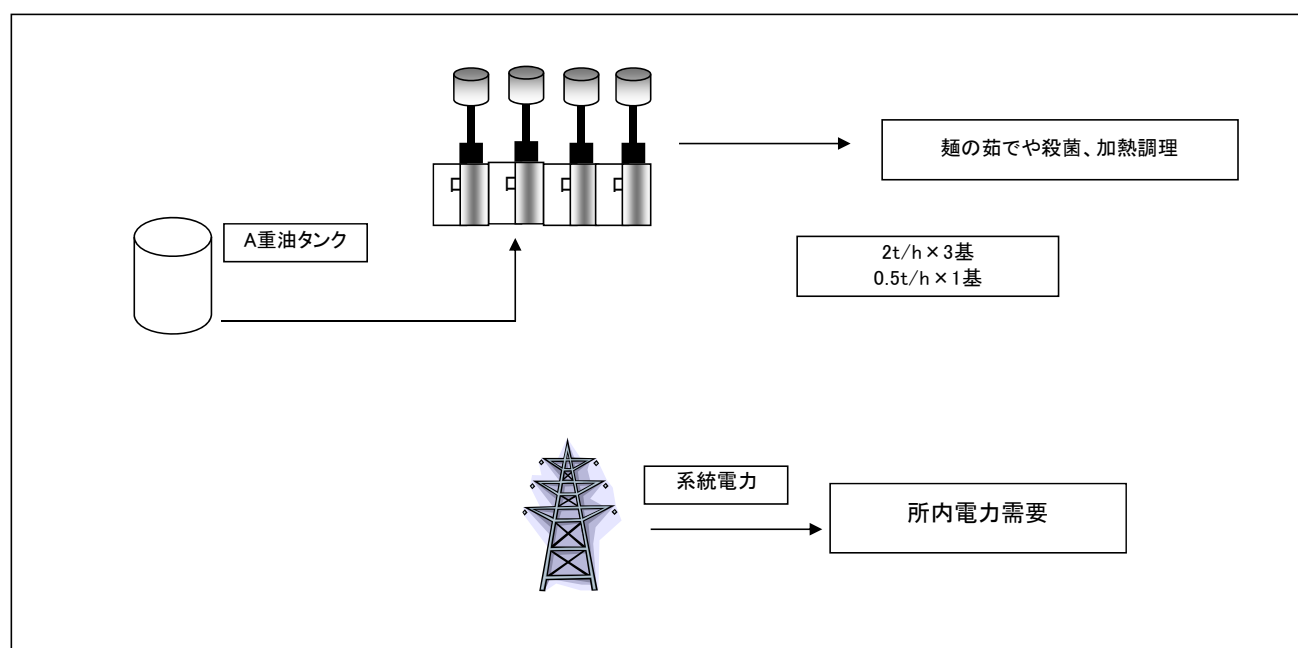 麺の茹でや殺菌、加熱調理
A重油タンク
2t/h×3基
0.5t/h×1基
系統電力
所内電力需要